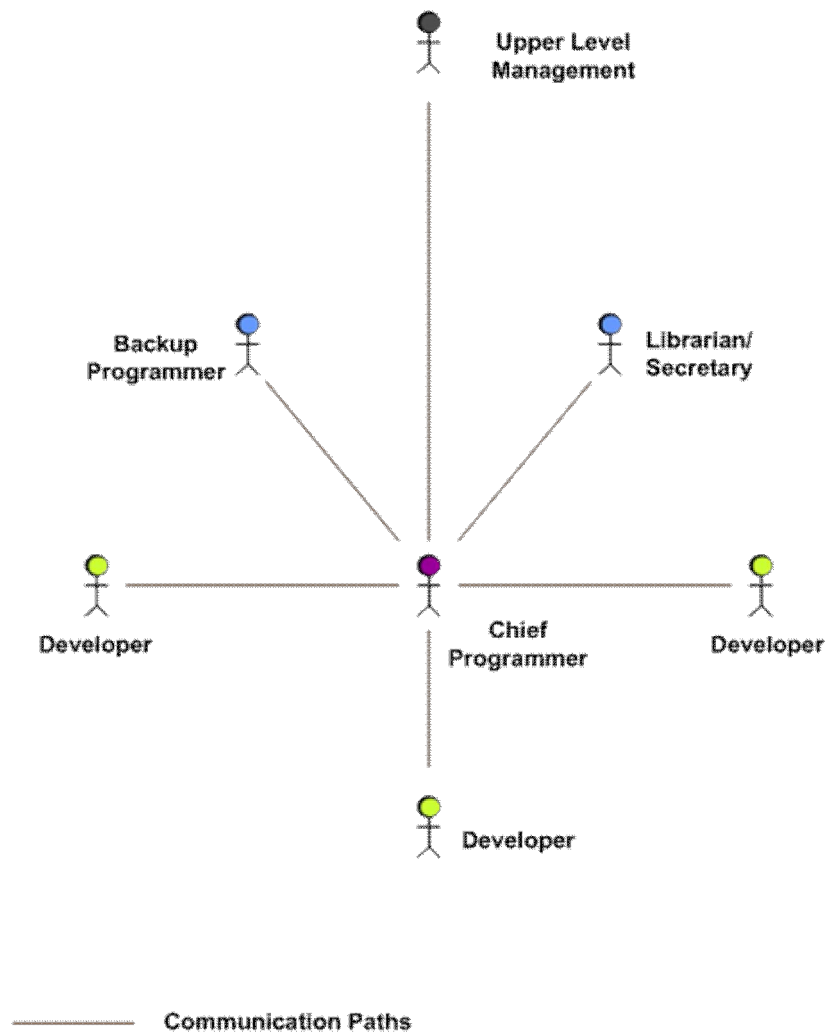 Upper Level
Management
Backup
Programmer
Librarian/
Secretary
Developer
Chief
Programmer
Developer
Developer
Communication Paths